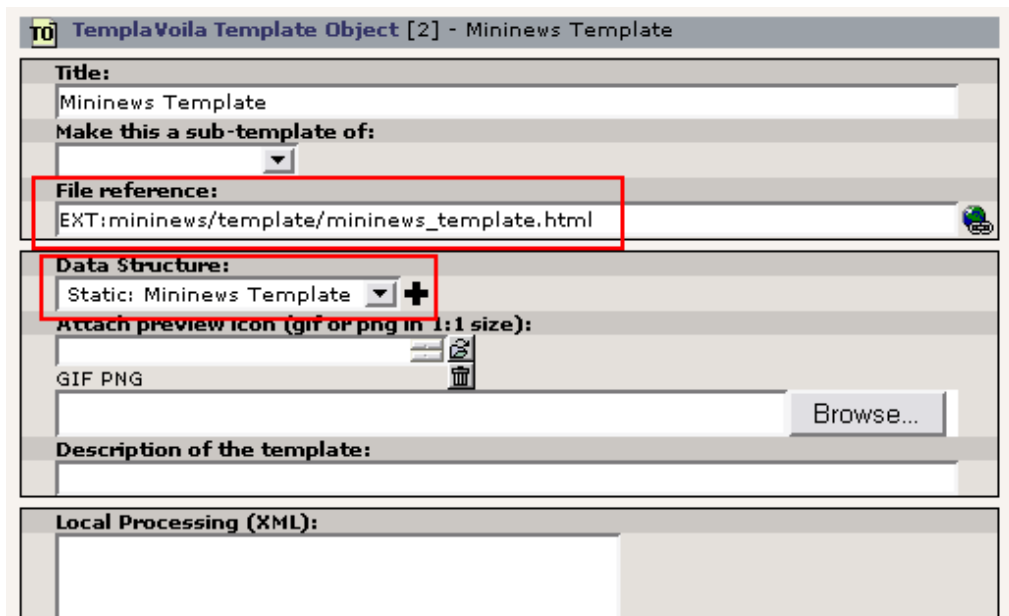 TO TemplaVoila Template Object [2] - Mininews Template
Title:
Mininews Template
Make this a sub-template of:
File reference:
EXT:mininews/template/mininews_template.html
Data Structure:
Static: Mininews Template
Attach preview icon (gif or png in 1:1 size):
GIF PNG
Browse...
Description of the template:
Local Processing (XML):